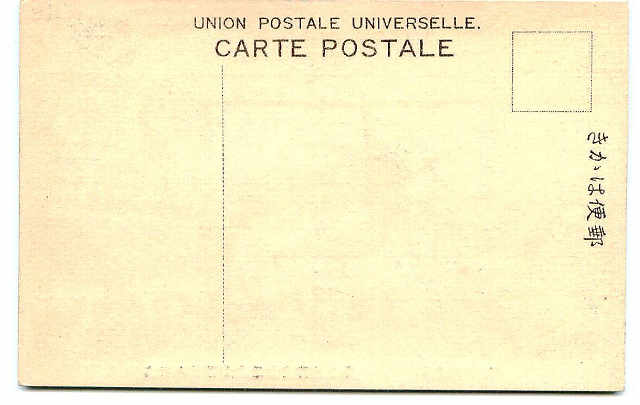 UNION POSTALE UNIVERSELLE.
CARTE POSTALE
郵便はがき